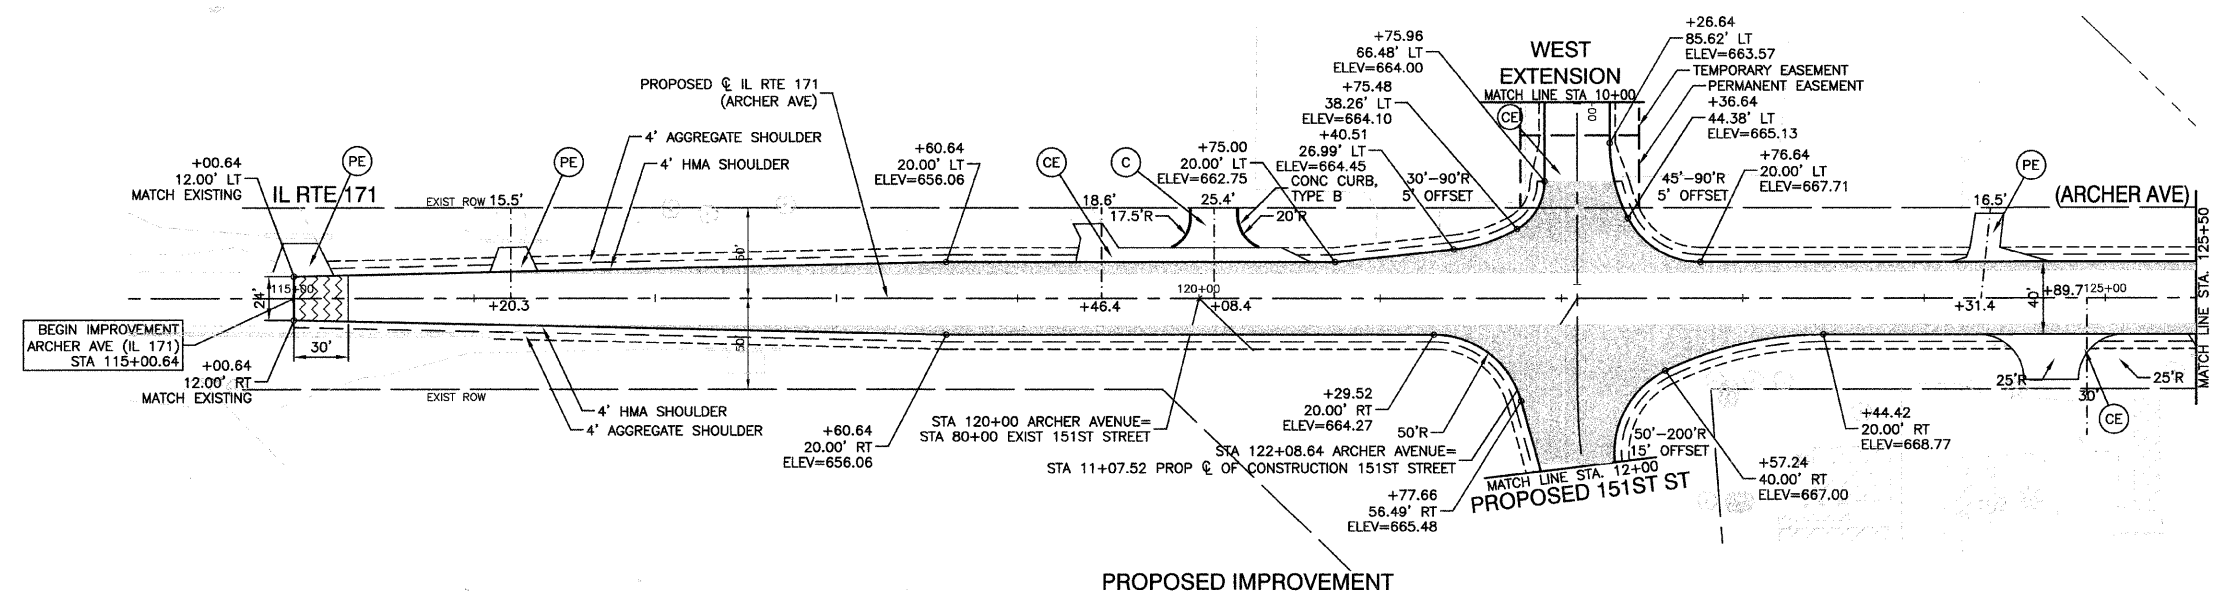 +00.64
12.00' LT
MATCH EXISTING
PE
IL RTE 171
EXIST ROW
15.5'
PE
4' AGGREGATE SHOULDER
4' HMA SHOULDER
PROPOSED ℄ IL RTE 171
(ARCHER AVE)
+60.64
20.00' LT
ELEV=656.06
CE
C
18.6'
17.5'R
25.4'
20'R
+75.00
20.00' LT
ELEV=662.75
CONC CURB,
TYPE B
+75.96
66.48' LT
ELEV=664.00
+75.48
38.26' LT
ELEV=664.10
+40.51
26.99' LT
ELEV=664.45
30'-90'R
5' OFFSET
WEST
EXTENSION
MATCH LINE STA 10+00
CE
00
+26.64
85.62' LT
ELEV=663.57
TEMPORARY EASEMENT
PERMANENT EASEMENT
+36.64
44.38' LT
ELEV=665.13
45'-90'R
5' OFFSET
+76.64
20.00' LT
ELEV=667.71
PE
16.5'
(ARCHER AVE)
MATCH LINE STA. 125+50
24'
115+00
+20.3
50'
50'
+46.4
120+00
+08.4
+31.4
40'
+89.7
125+00
BEGIN IMPROVEMENT
ARCHER AVE (IL 171)
STA 115+00.64
30'
+00.64
12.00' RT
MATCH EXISTING
EXIST ROW
4' HMA SHOULDER
4' AGGREGATE SHOULDER
+60.64
20.00' RT
ELEV=656.06
STA 120+00 ARCHER AVENUE=
STA 80+00 EXIST 151ST STREET
+29.52
20.00' RT
ELEV=664.27
50'R
STA 122+08.64 ARCHER AVENUE=
STA 11+07.52 PROP ℄ OF CONSTRUCTION 151ST STREET
+77.66
56.49' RT
ELEV=665.48
MATCH LINE STA. 12+00
PROPOSED 151ST ST
50'-200'R
15' OFFSET
+57.24
40.00' RT
ELEV=667.00
+44.42
20.00' RT
ELEV=668.77
25'R
30'
25'R
CE
PROPOSED IMPROVEMENT